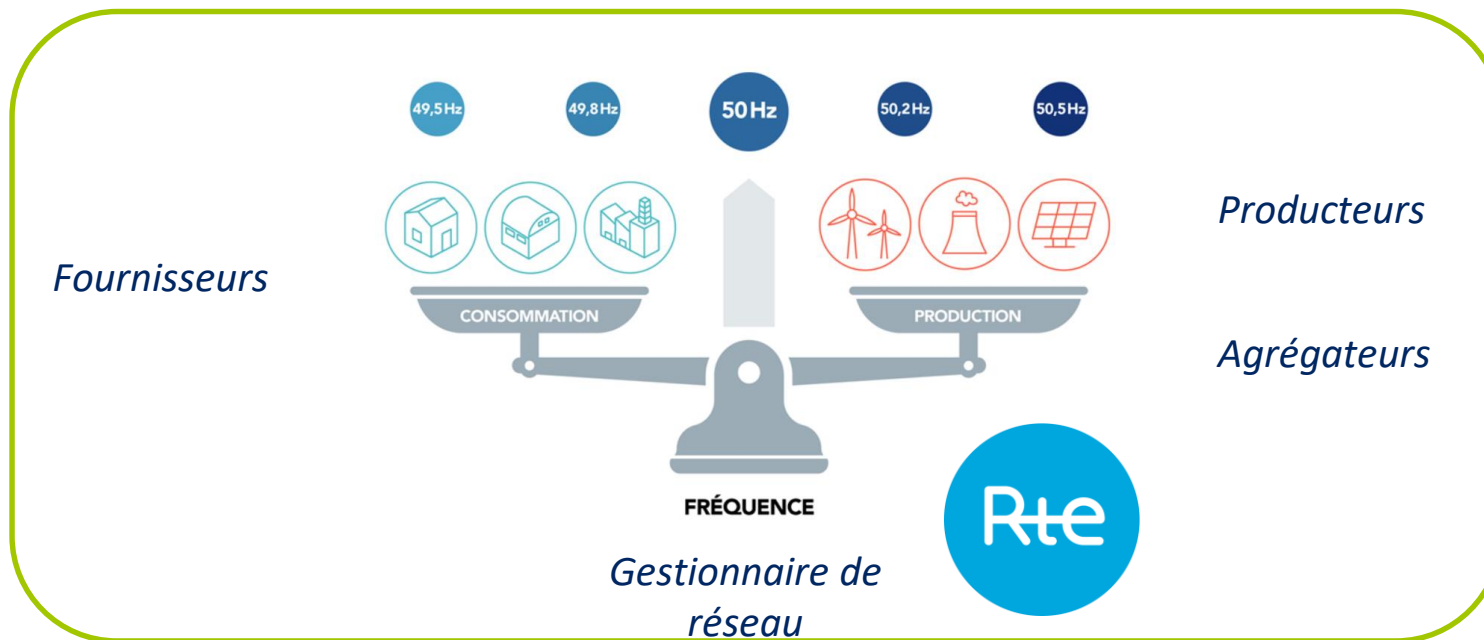 49,5 Hz
49,8 Hz
50 Hz
50,2 Hz
50,5 Hz
Fournisseurs
CONSOMMATION
PRODUCTION
Producteurs
Agrégateurs
FRÉQUENCE
Rte
Gestionnaire de
réseau